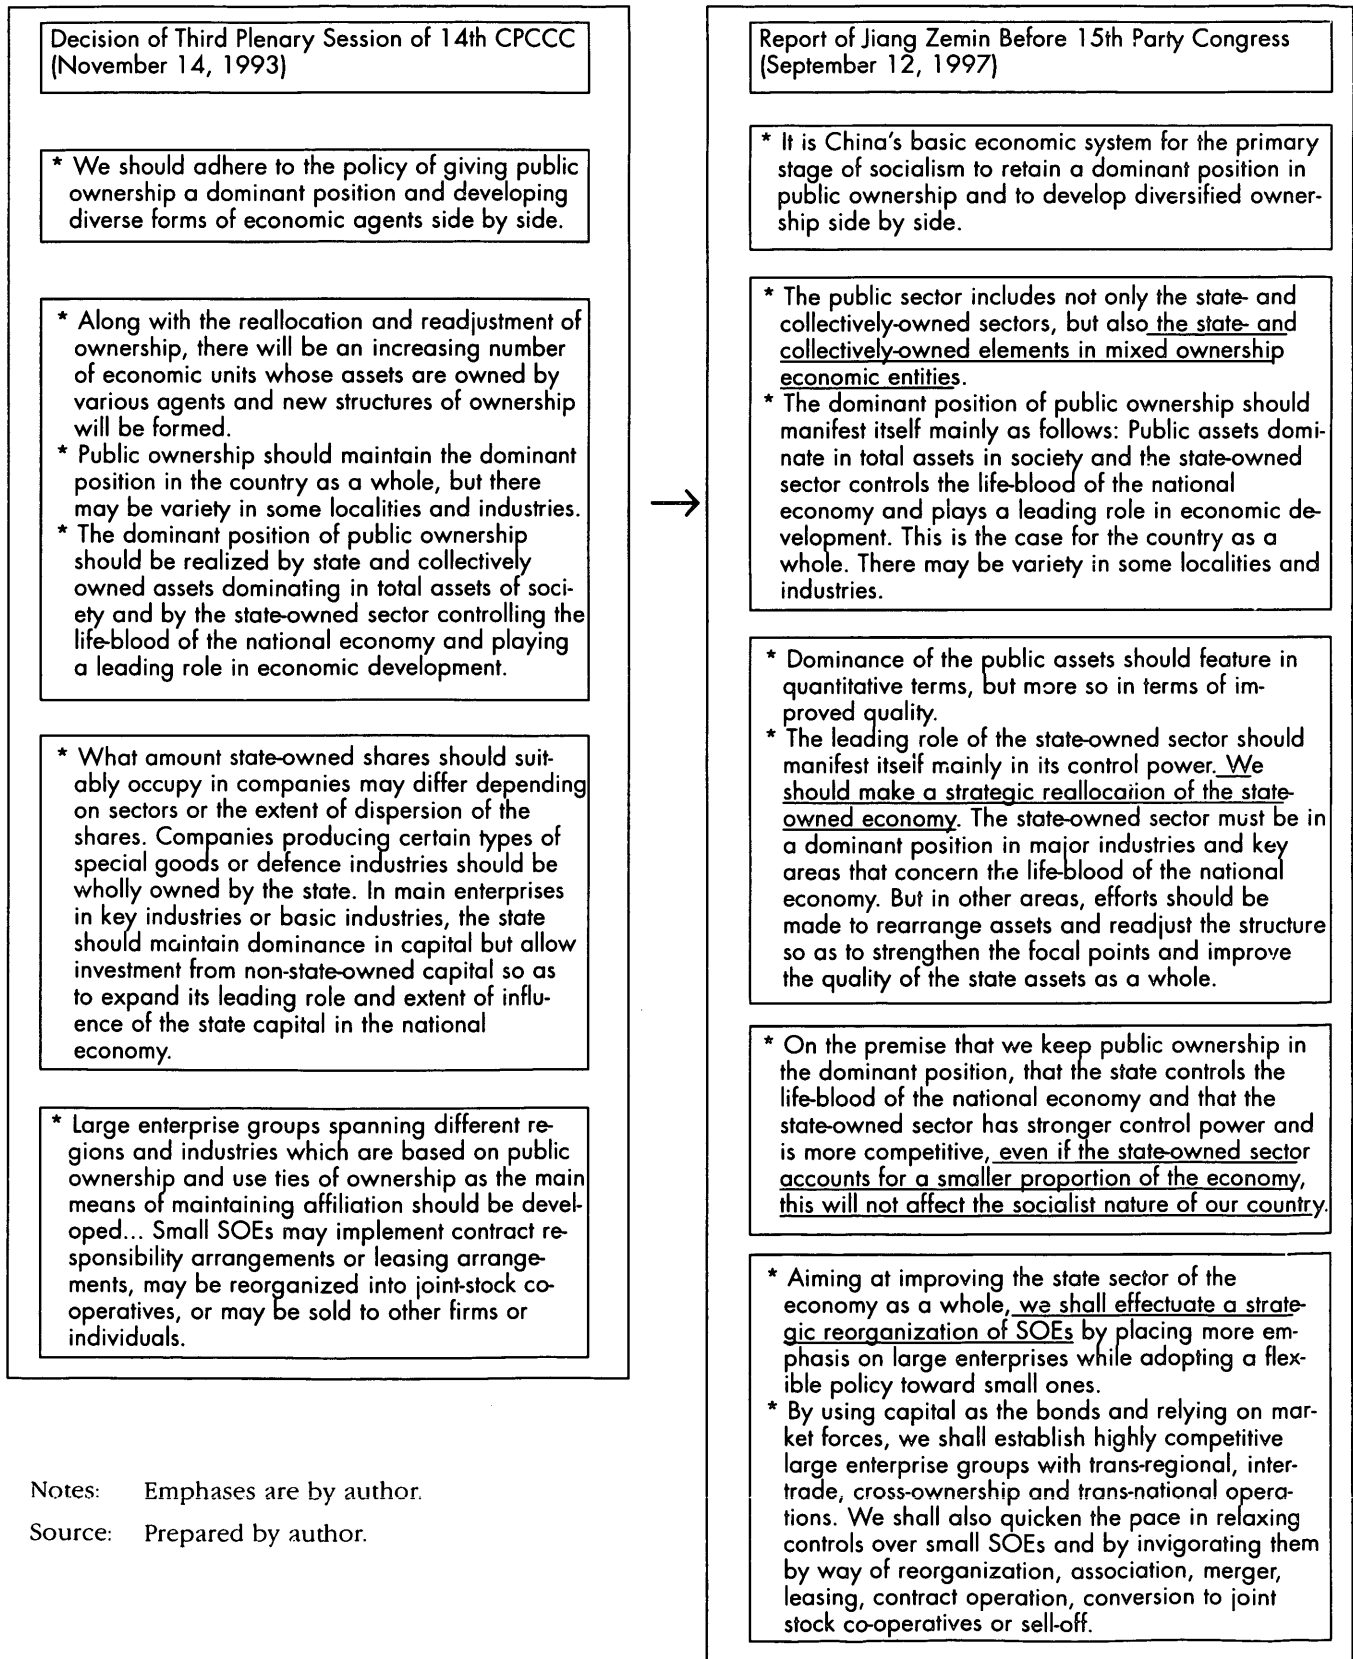 Decision of Third Plenary Session of 14th CPCCC
(November 14, 1993)
* We should adhere to the policy of giving public
ownership a dominant position and developing
diverse forms of economic agents side by side.
* Along with the reallocation and readjustment of
ownership, there will be an increasing number
of economic units whose assets are owned by
various agents and new structures of ownership
will be formed.
* Public ownership should maintain the dominant
position in the country as a whole, but there
may be variety in some localities and industries.
* The dominant position of public ownership
should be realized by state and collectively
owned assets dominating in total assets of soci-
ety and by the state-owned sector controlling the
life-blood of the national economy and playing
a leading role in economic development.
* What amount state-owned shares should suit-
ably occupy in companies may differ depending
on sectors or the extent of dispersion of the
shares. Companies producing certain types of
special goods or defence industries should be
wholly owned by the state. In main enterprises
in key industries or basic industries, the state
should maintain dominance in capital but allow
investment from non-state-owned capital so as
to expand its leading role and extent of influ-
ence of the state capital in the national
economy.
* Large enterprise groups spanning different re-
gions and industries which are based on public
ownership and use ties of ownership as the main
means of maintaining affiliation should be devel-
oped... Small SOEs may implement contract re-
sponsibility arrangements or leasing arrange-
ments, may be reorganized into joint-stock co-
operatives, or may be sold to other firms or
individuals.
→
Report of Jiang Zemin Before 15th Party Congress
(September 12, 1997)
* It is China's basic economic system for the primary
stage of socialism to retain a dominant position in
public ownership and to develop diversified owner-
ship side by side.
* The public sector includes not only the state- and
collectively-owned sectors, but also the state- and
collectively-owned elements in mixed ownership
economic entities.
* The dominant position of public ownership should
manifest itself mainly as follows: Public assets domi-
nate in total assets in society and the state-owned
sector controls the life-blood of the national
economy and plays a leading role in economic de-
velopment. This is the case for the country as a
whole. There may be variety in some localities and
industries.
* Dominance of the public assets should feature in
quantitative terms, but more so in terms of im-
proved quality.
* The leading role of the state-owned sector should
manifest itself mainly in its control power. We
should make a strategic reallocation of the state-
owned economy. The state-owned sector must be in
a dominant position in major industries and key
areas that concern the life-blood of the national
economy. But in other areas, efforts should be
made to rearrange assets and readjust the structure
so as to strengthen the focal points and improve
the quality of the state assets as a whole.
* On the premise that we keep public ownership in
the dominant position, that the state controls the
life-blood of the national economy and that the
state-owned sector has stronger control power and
is more competitive, even if the state-owned sector
accounts for a smaller proportion of the economy,
this will not affect the socialist nature of our country.
* Aiming at improving the state sector of the
economy as a whole, we shall effectuate a strate-
gic reorganization of SOEs by placing more em-
phasis on large enterprises while adopting a flex-
ible policy toward small ones.
* By using capital as the bonds and relying on mar-
ket forces, we shall establish highly competitive
large enterprise groups with trans-regional, inter-
trade, cross-ownership and trans-national opera-
tions. We shall also quicken the pace in relaxing
controls over small SOEs and by invigorating them
by way of reorganization, association, merger,
leasing, contract operation, conversion to joint
stock co-operatives or sell-off.
Notes: Emphases are by author.
Source: Prepared by author.